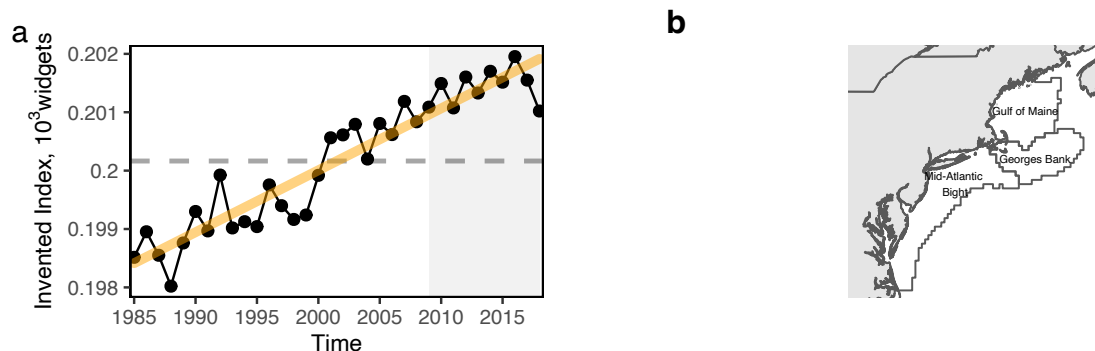 a
Invented Index, 10³widgets
0.202
0.201
0.2
0.199
0.198
1985 1990 1995 2000 2005 2010 2015
Time
b
Gulf of Maine
Georges Bank
Mid-Atlantic
Bight